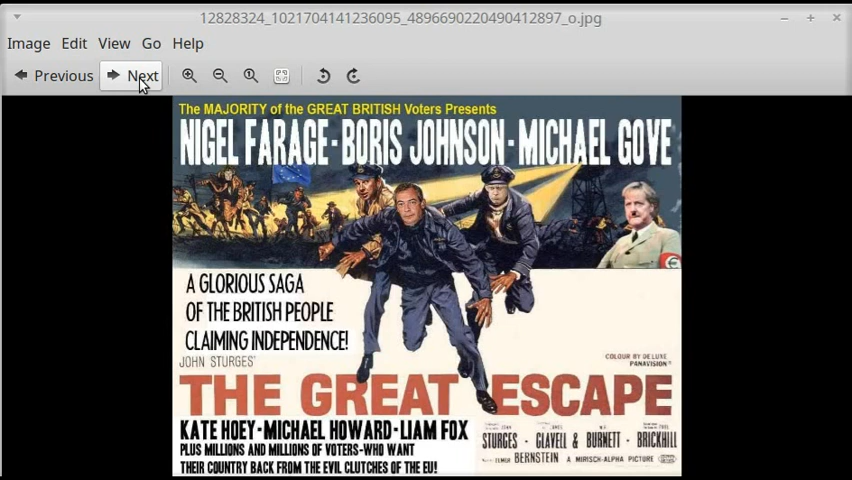 12828324_1021704141236095_4896690220490412897_o.jpg
Image Edit View Go Help
Previous Next
The MAJORITY of the GREAT BRITISH Voters Presents
NIGEL FARAGE · BORIS JOHNSON · MICHAEL GOVE
A GLORIOUS SAGA
OF THE BRITISH PEOPLE
CLAIMING INDEPENDENCE!
JOHN STURGES'
COLOUR BY DELUXE
PANAVISION®
THE GREAT ESCAPE
KATE HOEY · MICHAEL HOWARD · LIAM FOX
PLUS MILLIONS AND MILLIONS OF VOTERS-WHO WANT
THEIR COUNTRY BACK FROM THE EVIL CLUTCHES OF THE EU!
STURGES · CLAVELL & BURNETT · BRICKHILL
ELMER BERNSTEIN A MIRISCH-ALPHA PICTURE